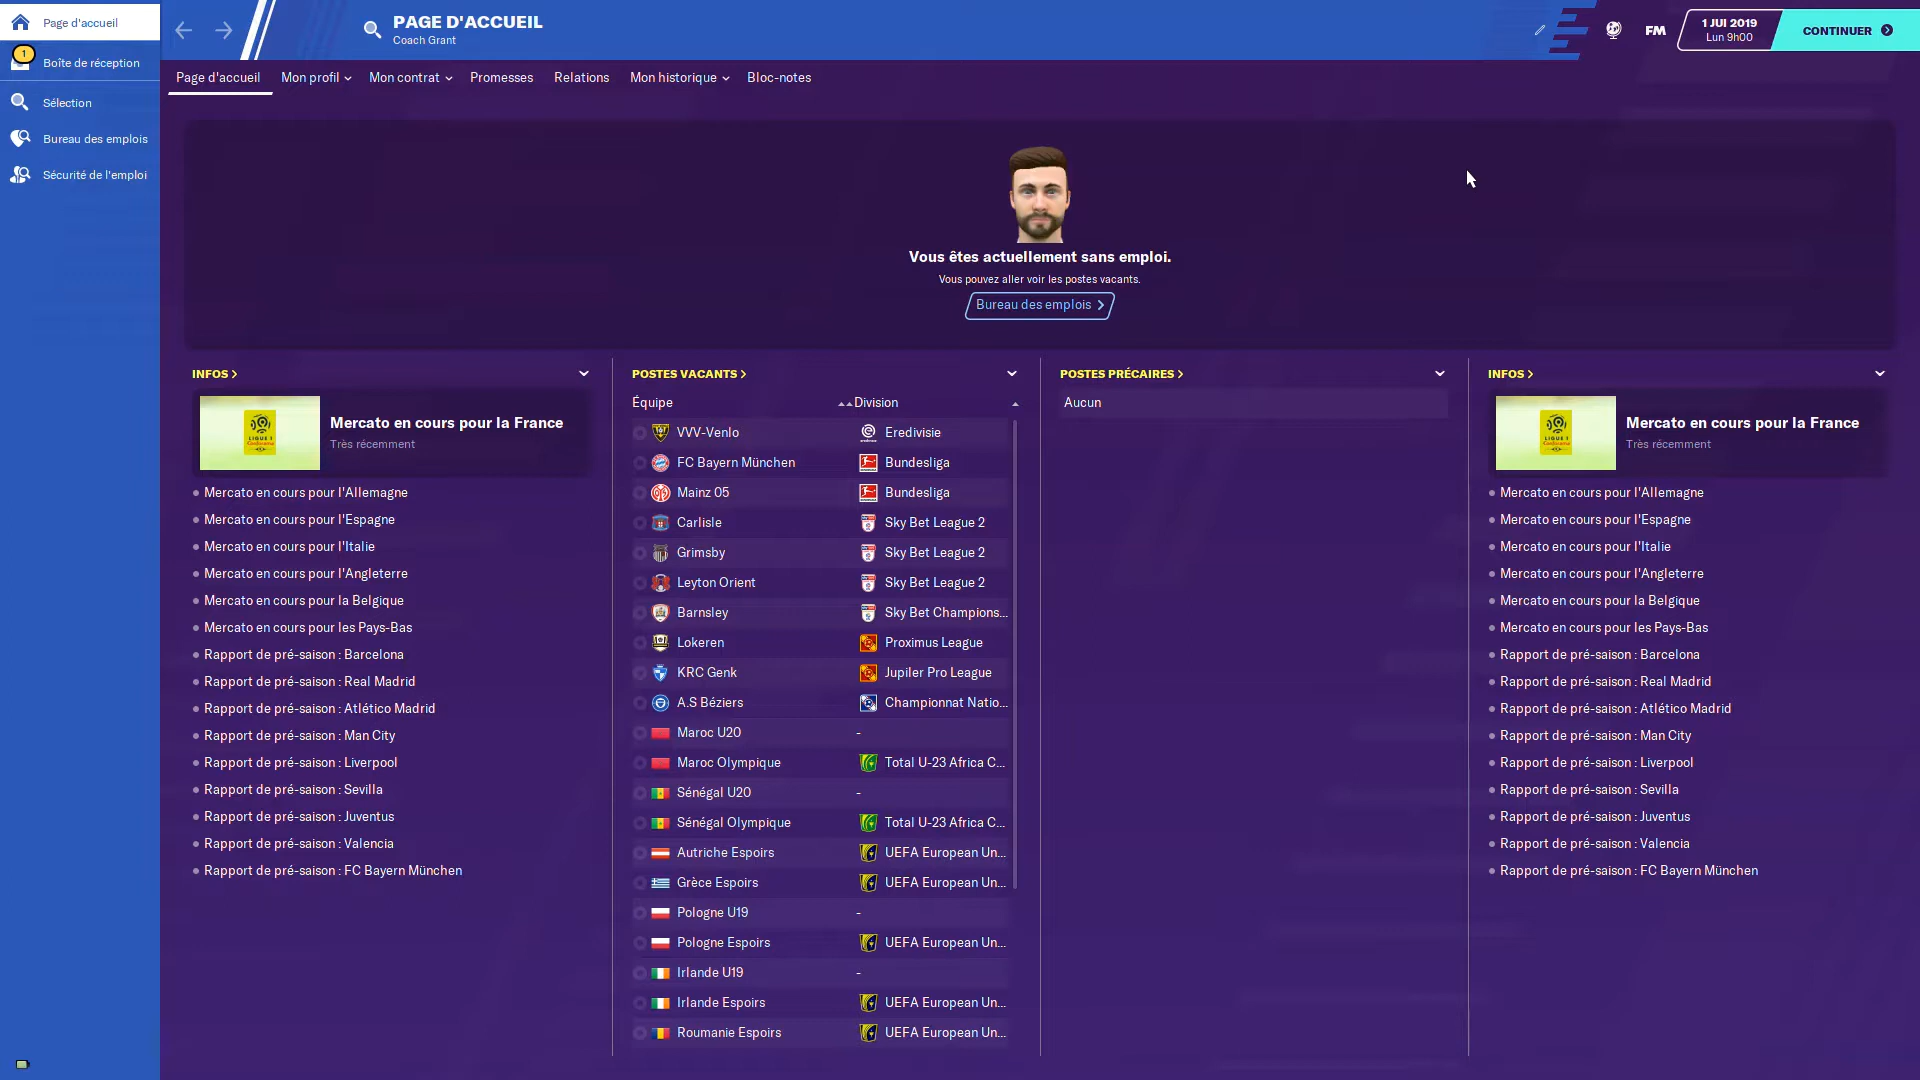 Page d'accueil
1
Boîte de réception
Sélection
Bureau des emplois
Sécurité de l'emploi
PAGE D'ACCUEIL
Coach Grant
FM
1 JUI 2019
Lun 9h00
CONTINUER
Page d'accueil Mon profil Mon contrat Promesses Relations Mon historique Bloc-notes
Vous êtes actuellement sans emploi.
Vous pouvez aller voir les postes vacants.
Bureau des emplois
INFOS
Mercato en cours pour la France
Très récemment
Mercato en cours pour l'Allemagne
Mercato en cours pour l'Espagne
Mercato en cours pour l'Italie
Mercato en cours pour l'Angleterre
Mercato en cours pour la Belgique
Mercato en cours pour les Pays-Bas
Rapport de pré-saison : Barcelona
Rapport de pré-saison : Real Madrid
Rapport de pré-saison : Atlético Madrid
Rapport de pré-saison : Man City
Rapport de pré-saison : Liverpool
Rapport de pré-saison : Sevilla
Rapport de pré-saison : Juventus
Rapport de pré-saison : Valencia
Rapport de pré-saison : FC Bayern München
POSTES VACANTS
Équipe Division
VVV-Venlo Eredivisie
FC Bayern München Bundesliga
Mainz 05 Bundesliga
Carlisle Sky Bet League 2
Grimsby Sky Bet League 2
Leyton Orient Sky Bet League 2
Barnsley Sky Bet Champions...
Lokeren Proximus League
KRC Genk Jupiler Pro League
A.S Béziers Championnat Natio...
Maroc U20 -
Maroc Olympique Total U-23 Africa C...
Sénégal U20 -
Sénégal Olympique Total U-23 Africa C...
Autriche Espoirs UEFA European Un...
Grèce Espoirs UEFA European Un...
Pologne U19 -
Pologne Espoirs UEFA European Un...
Irlande U19 -
Irlande Espoirs UEFA European Un...
Roumanie Espoirs UEFA European Un...
POSTES PRÉCAIRES
Aucun
INFOS
Mercato en cours pour la France
Très récemment
Mercato en cours pour l'Allemagne
Mercato en cours pour l'Espagne
Mercato en cours pour l'Italie
Mercato en cours pour l'Angleterre
Mercato en cours pour la Belgique
Mercato en cours pour les Pays-Bas
Rapport de pré-saison : Barcelona
Rapport de pré-saison : Real Madrid
Rapport de pré-saison : Atlético Madrid
Rapport de pré-saison : Man City
Rapport de pré-saison : Liverpool
Rapport de pré-saison : Sevilla
Rapport de pré-saison : Juventus
Rapport de pré-saison : Valencia
Rapport de pré-saison : FC Bayern München